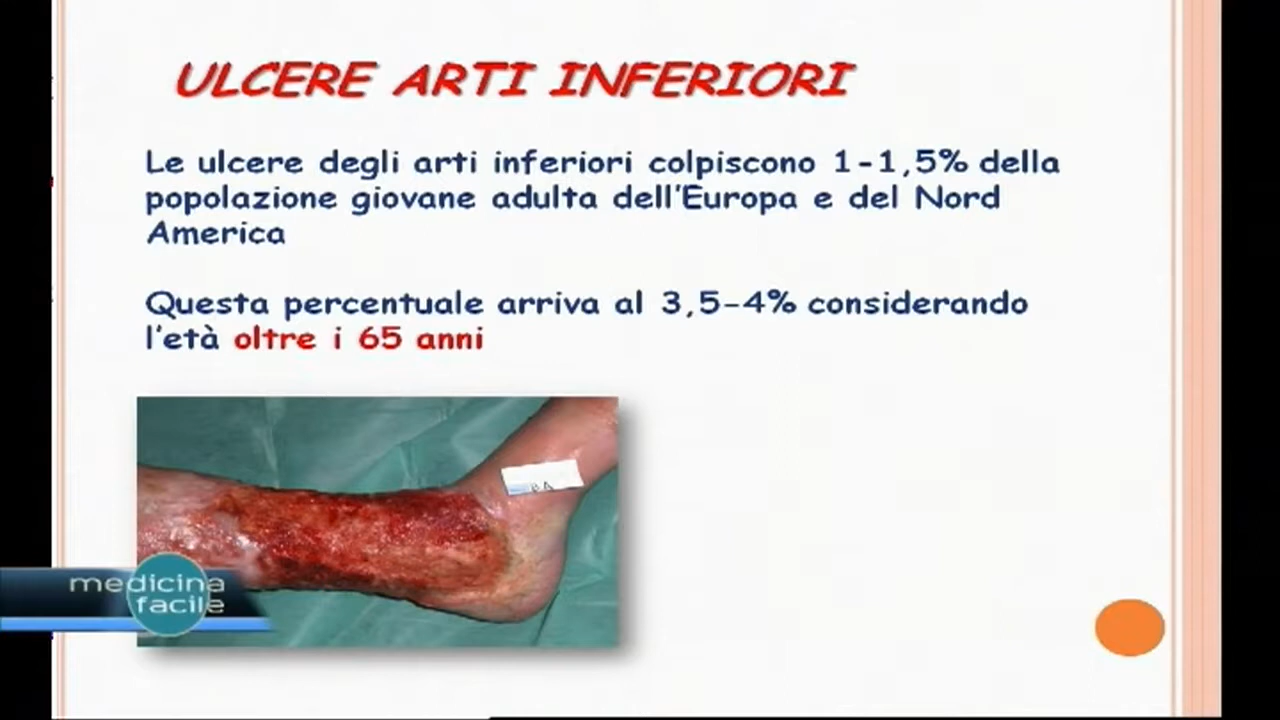 ULCERE ARTI INFERIORI
Le ulcere degli arti inferiori colpiscono 1-1,5% della
popolazione giovane adulta dell'Europa e del Nord
America
Questa percentuale arriva al 3,5-4% considerando
l'età oltre i 65 anni
medicina
facile